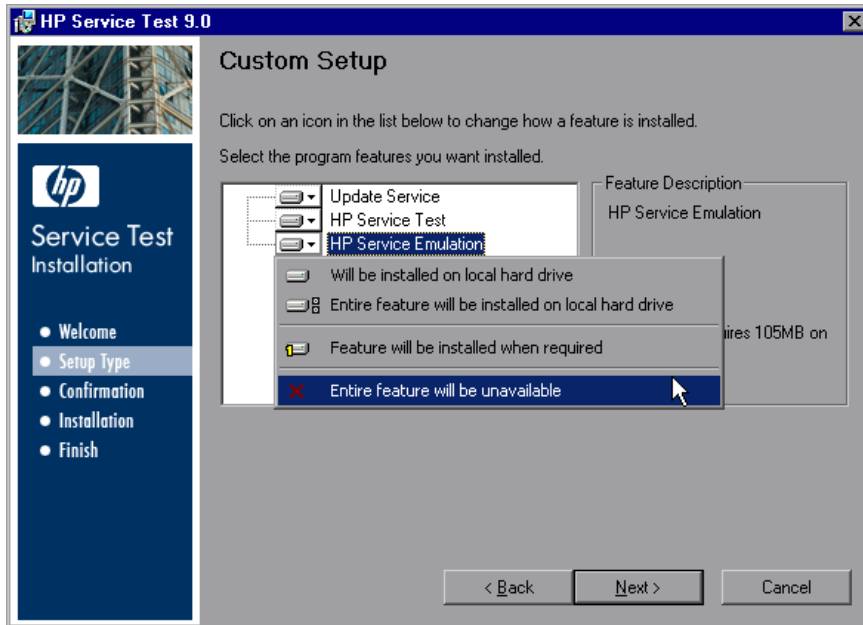 HP Service Test 9.0
Custom Setup
Click on an icon in the list below to change how a feature is installed.
Select the program features you want installed.
hp
Service Test
Installation
Welcome
Setup Type
Confirmation
Installation
Finish
Update Service
HP Service Test
HP Service Emulation
Will be installed on local hard drive
Entire feature will be installed on local hard drive
Feature will be installed when required
Entire feature will be unavailable
Feature Description
HP Service Emulation
105MB on
< Back
Next >
Cancel